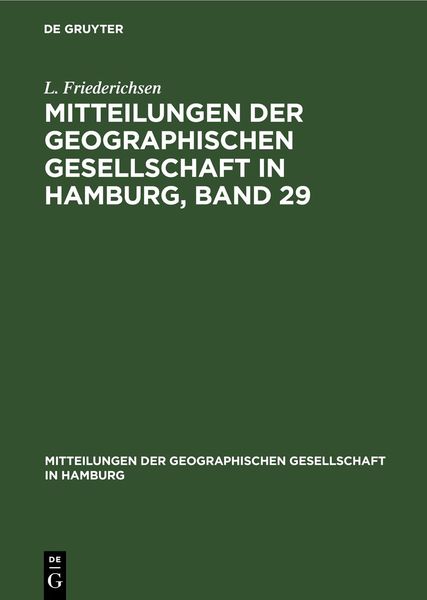 DE GRUYTER
L. Friederichsen
MITTEILUNGEN DER
GEOGRAPHISCHEN
GESELLSCHAFT IN
HAMBURG, BAND 29
MITTEILUNGEN DER GEOGRAPHISCHEN GESELLSCHAFT
IN HAMBURG
DE
G